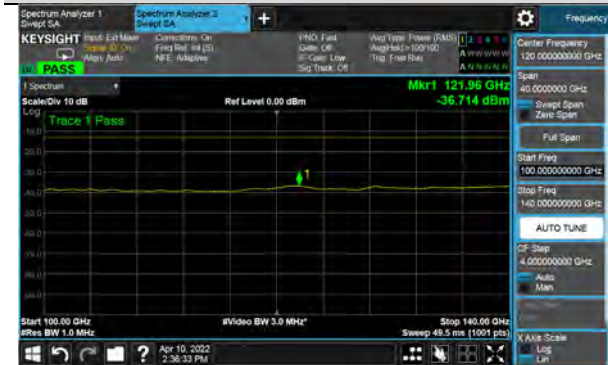 Spectrum Analyzer 1
Swept SA
Spectrum Analyzer 2
Swept SA
+
Frequency
KEYSIGHT
Input: Ext Mixer
Align: Auto
Corrections: On
Freq Ref: Int (S)
NFE: Adaptive
PNO: Fast
Gate: Off
IF Gain: Low
Sig Track: Off
Avg Type: Power (RMS)
Avg|Hold:>100/100
Trig: Free Run
PASS
1 Spectrum
Scale/Div 10 dB
Log
Ref Level 0.00 dBm
Mkr1 121.96 GHz
-36.714 dBm
Trace 1 Pass
1
Start 100.00 GHz
#Res BW 1.0 MHz
#Video BW 3.0 MHz*
Stop 140.00 GHz
Sweep 49.5 ms (1001 pts)
Center Frequency
120.000000000 GHz
Span
40.0000000 GHz
Swept Span
Zero Span
Full Span
Start Freq
100.000000000 GHz
Stop Freq
140.000000000 GHz
AUTO TUNE
CF Step
4.000000000 GHz
Auto
Man
X Axis Scale
Log
Lin
?
Apr 10, 2022
2:36:33 PM